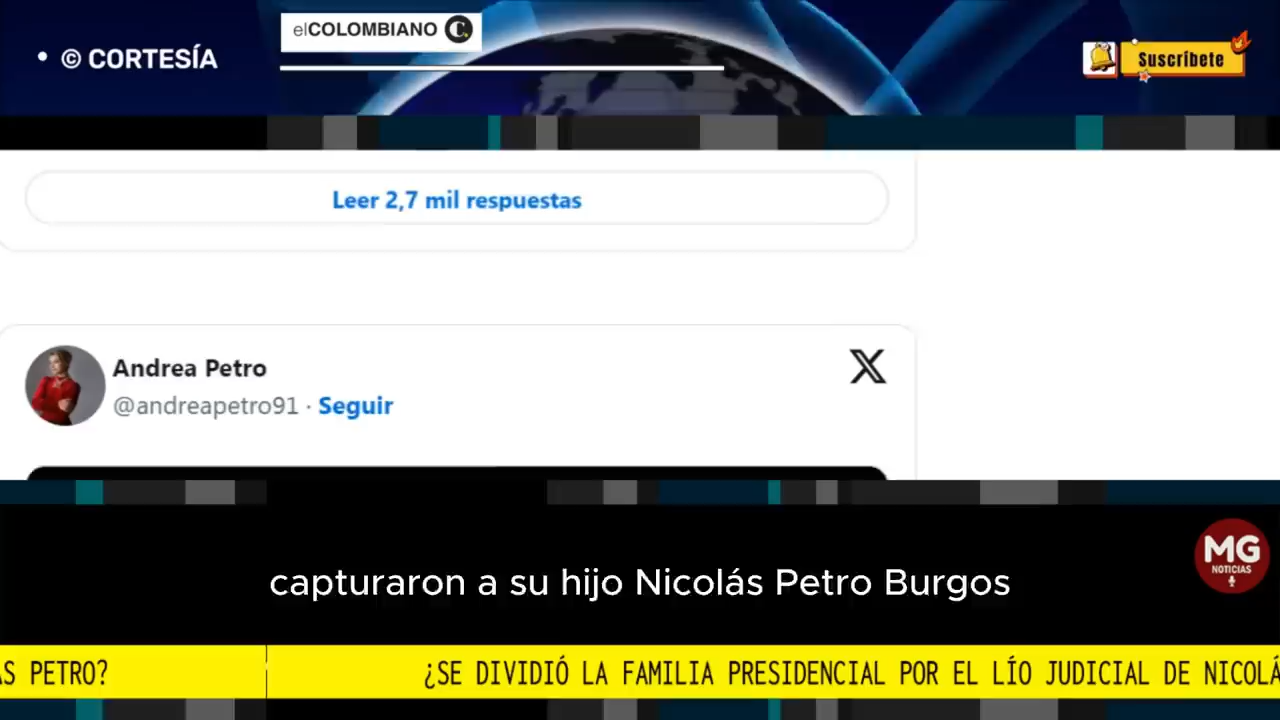 • © CORTESÍA
elCOLOMBIANO C
Suscríbete
Leer 2,7 mil respuestas
Andrea Petro
@andreapetro91 · Seguir
X
capturaron a su hijo Nicolás Petro Burgos
MG
NOTICIAS
AS PETRO?
¿SE DIVIDIÓ LA FAMILIA PRESIDENCIAL POR EL LÍO JUDICIAL DE NICOLÁ